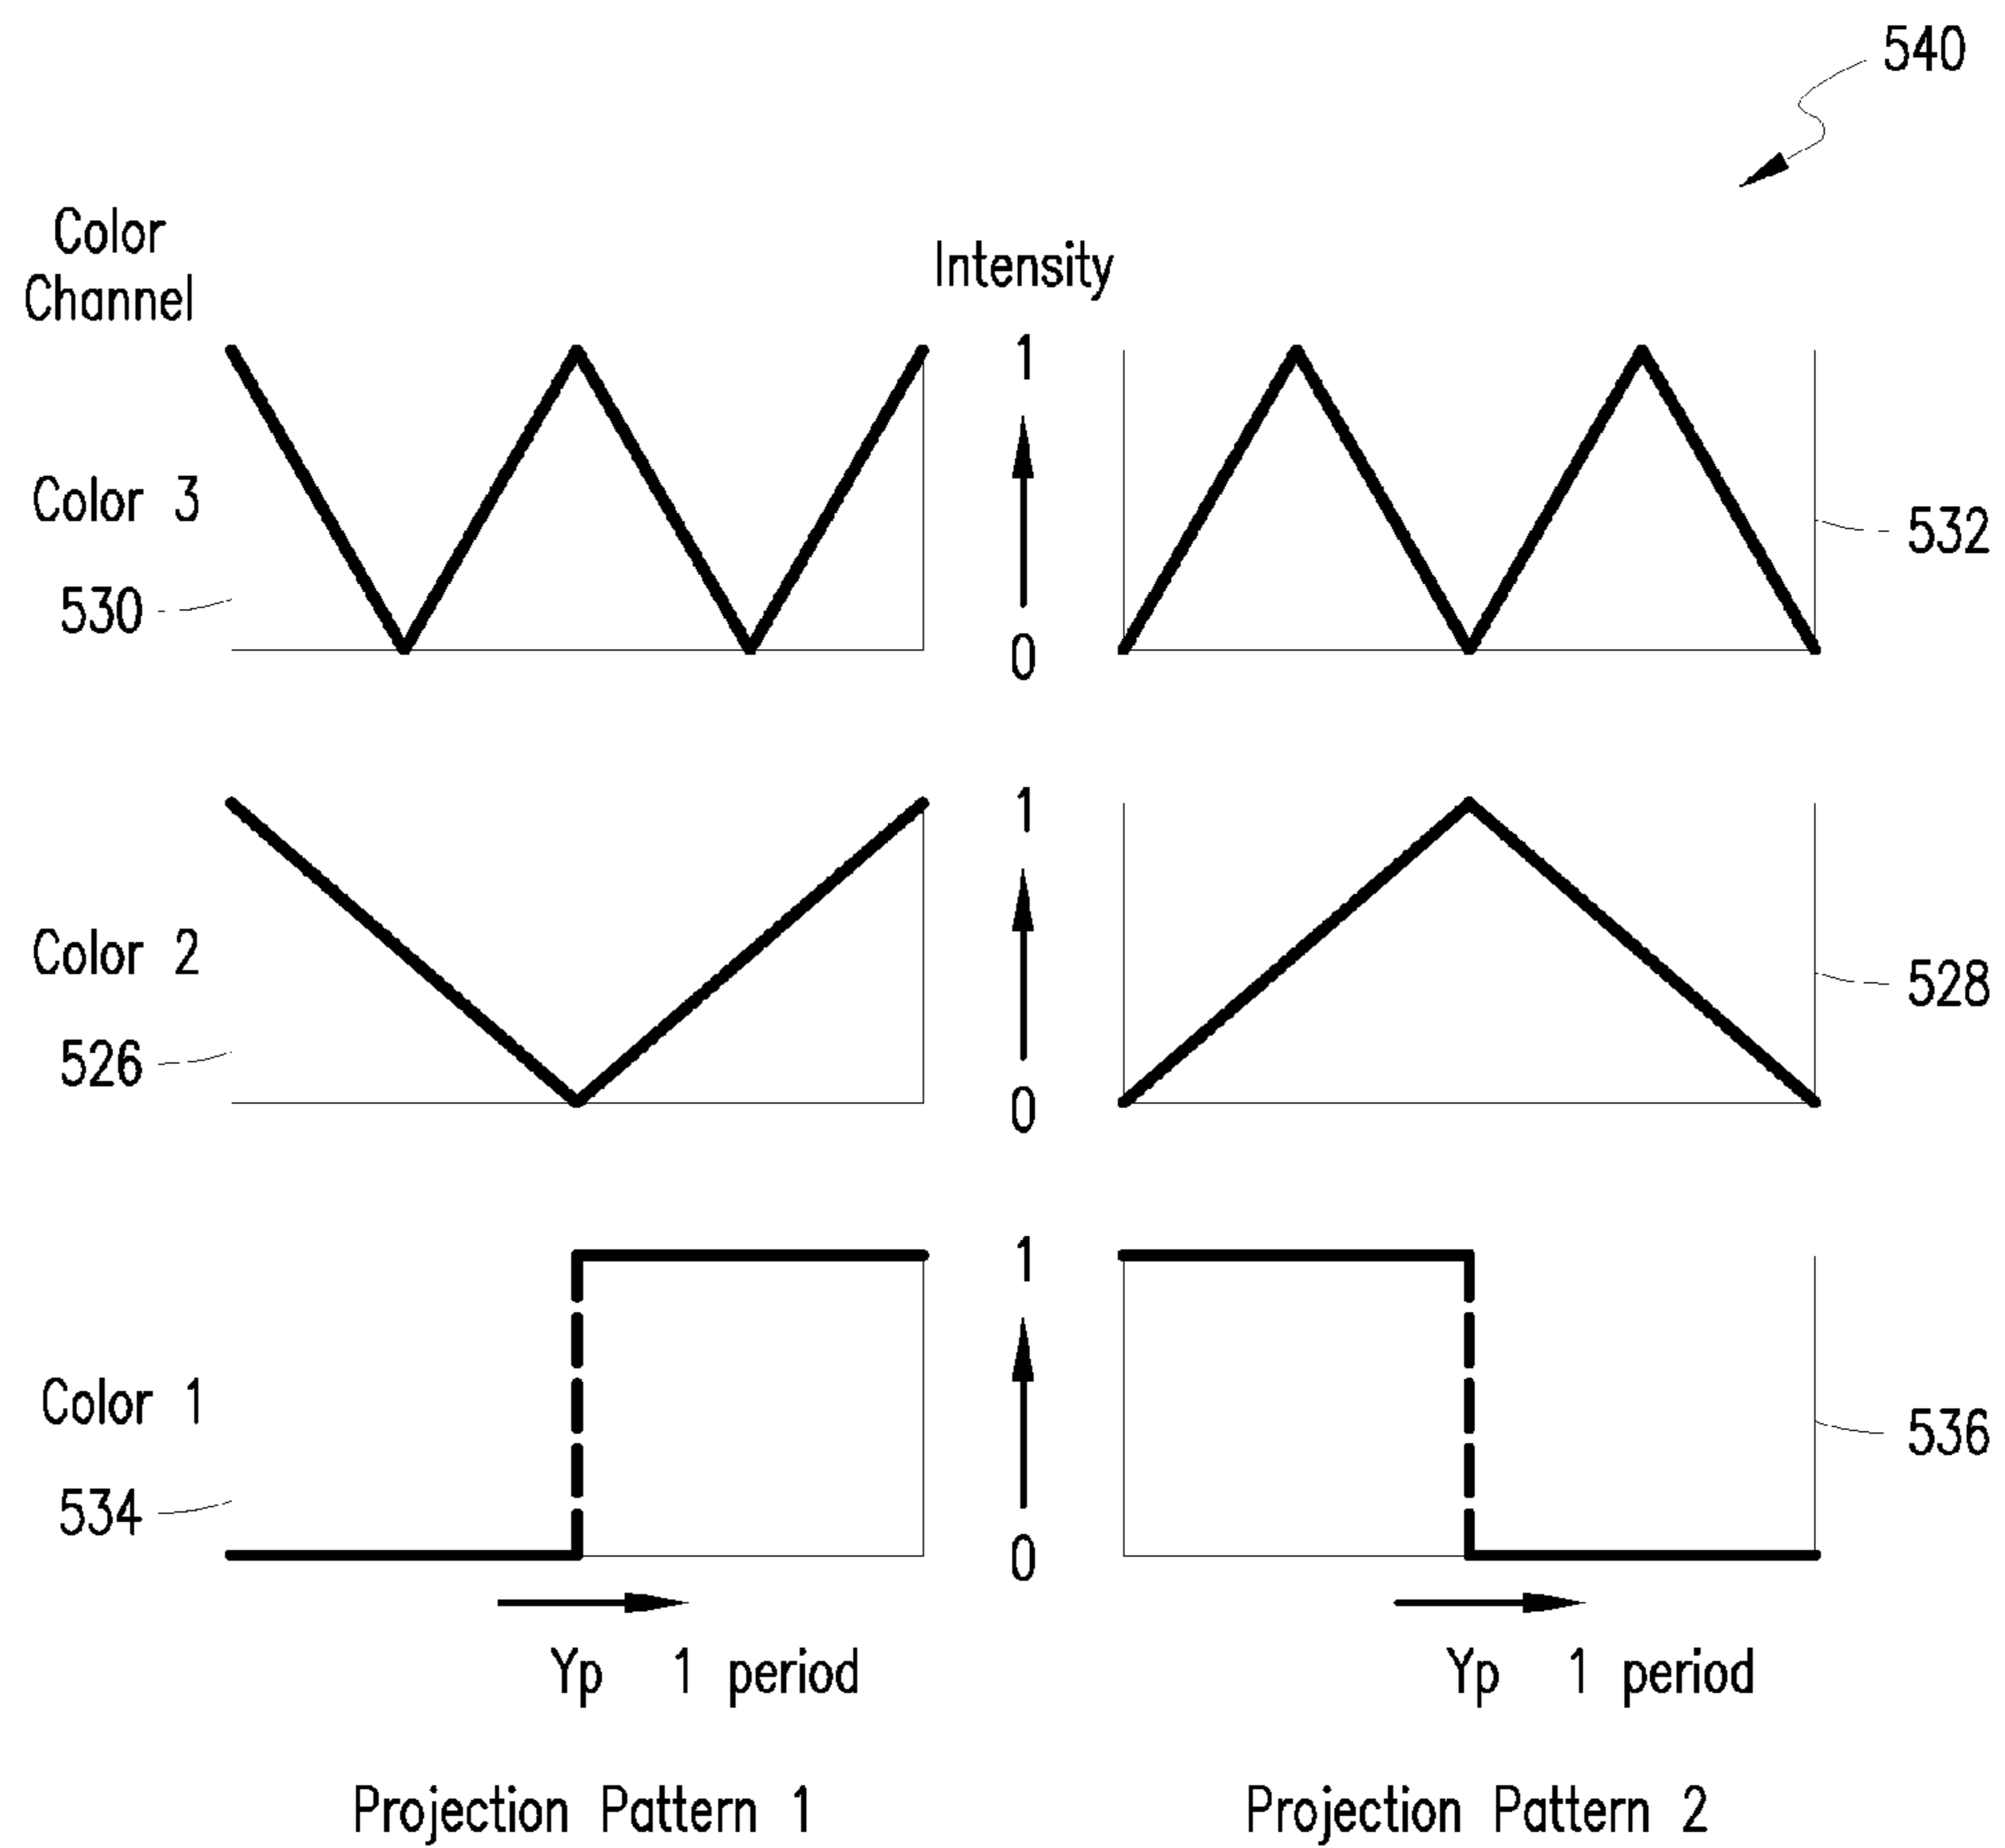 540
Color
Channel
Intensity
1
Color 3
532
530
0
1
Color 2
528
526
0
1
Color 1
536
534
0
Yp 1 period
Yp 1 period
Projection Pattern 1
Projection Pattern 2